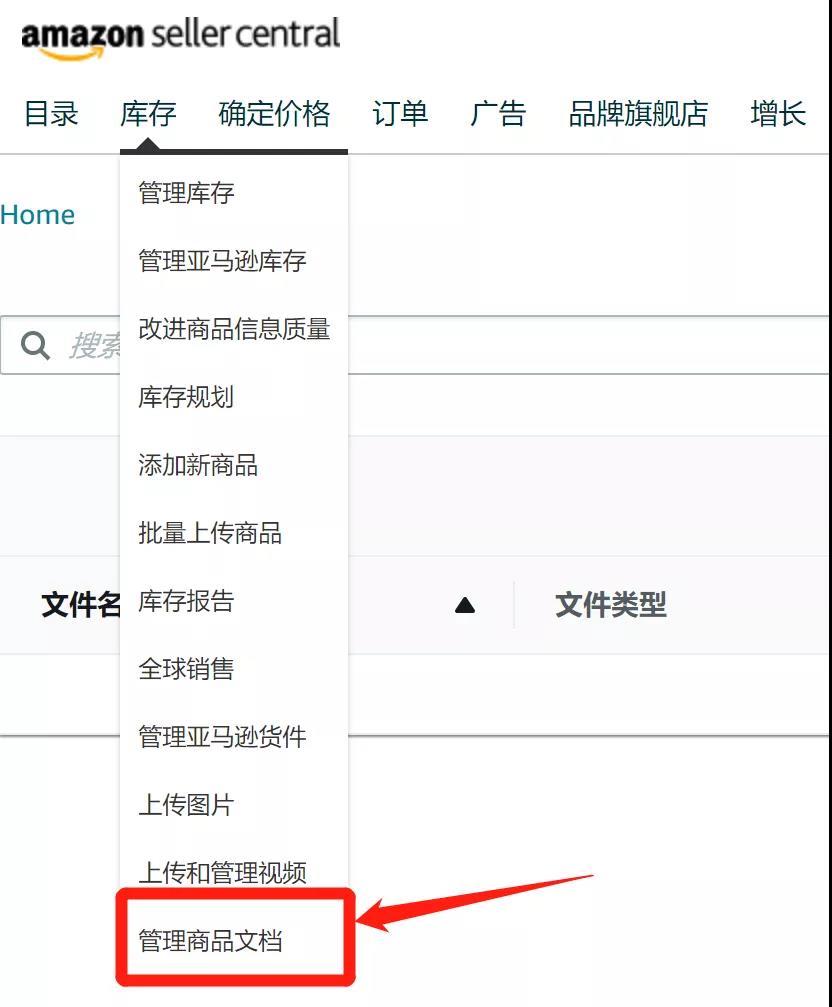 amazon seller central
目录 库存 确定价格 订单 广告 品牌旗舰店 增长
管理库存
Home
管理亚马逊库存
改进商品信息质量
搜索
库存规划
添加新商品
批量上传商品
库存报告
文件名 文件类型
全球销售
管理亚马逊货件
上传图片
上传和管理视频
管理商品文档